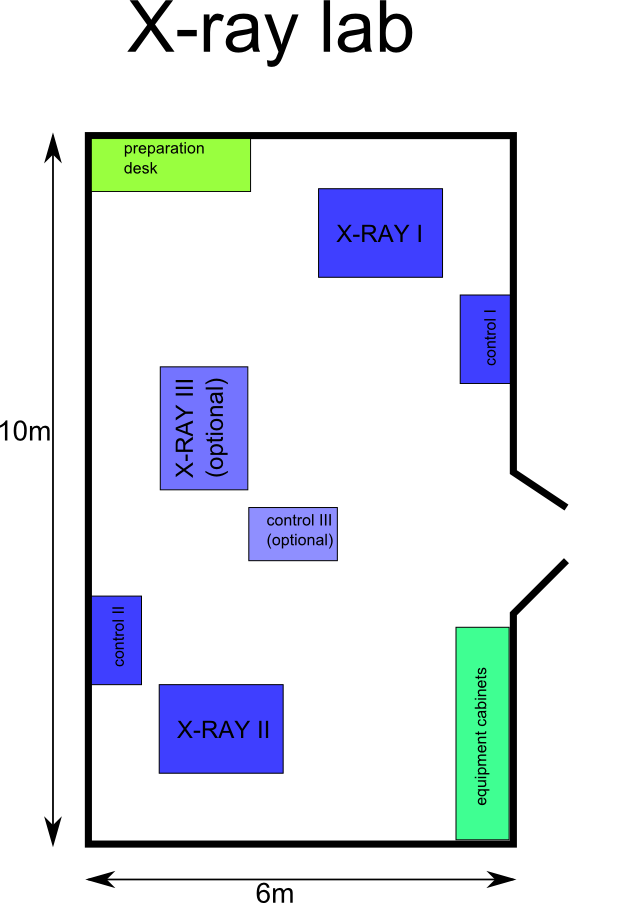 X-ray lab
preparation
desk
X-RAY I
control I
X-RAY III
(optional)
10m
control III
(optional)
control II
X-RAY II
equipment cabinets
6m